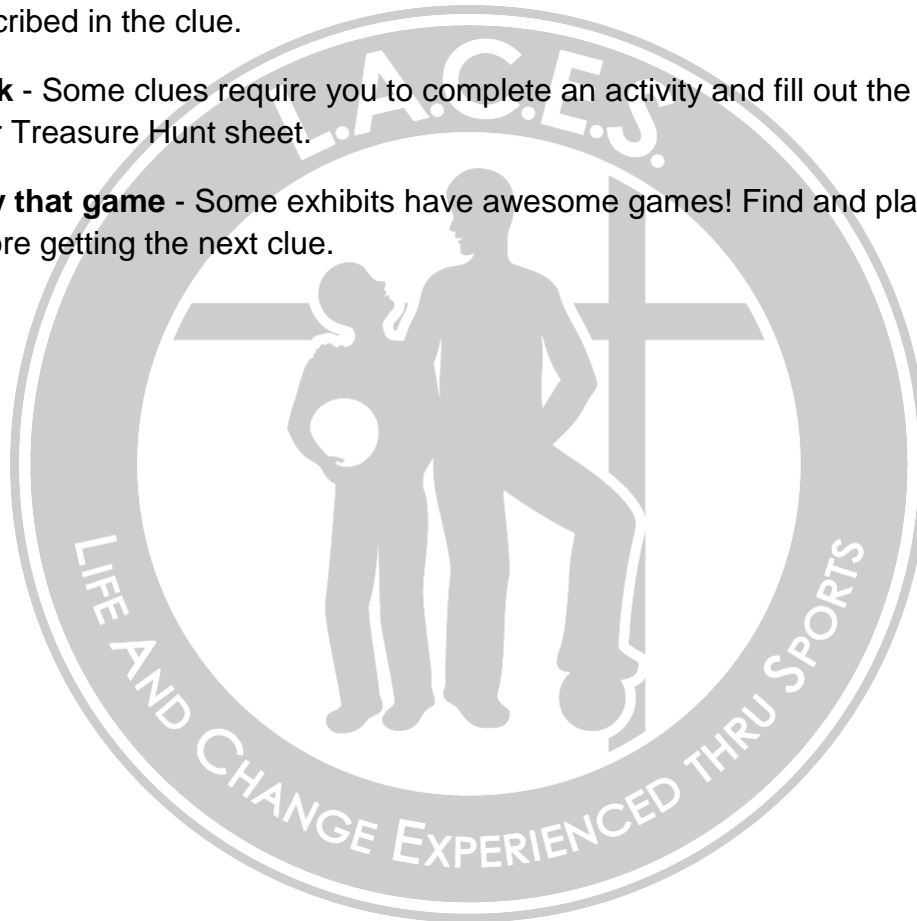 cribed in the clue.
k - Some clues require you to complete an activity and fill out the
r Treasure Hunt sheet.
y that game - Some exhibits have awesome games! Find and pla
ore getting the next clue.
L.A.C.E.S.
LIFE AND CHANGE EXPERIENCED THRU SPORTS